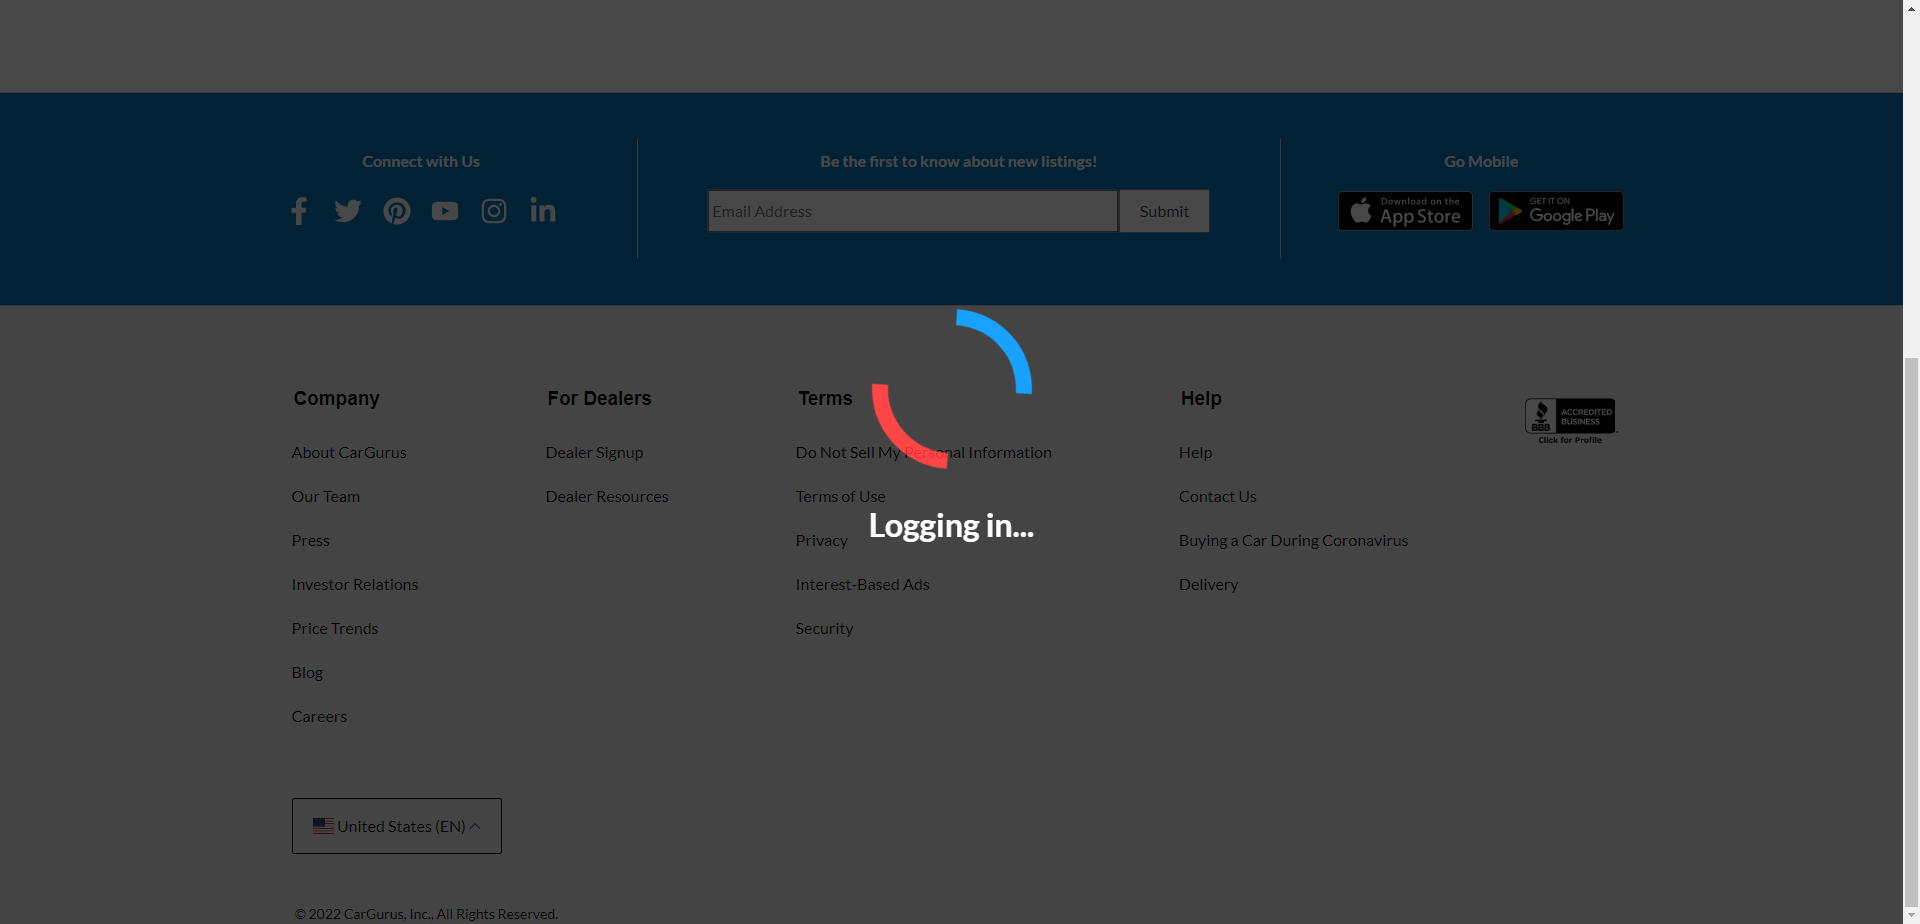 Connect with Us
Be the first to know about new listings!
Go Mobile
Email Address
Submit
Download on the
App Store
GET IT ON
Google Play
Company
About CarGurus
Our Team
Press
Investor Relations
Price Trends
Blog
Careers
For Dealers
Dealer Signup
Dealer Resources
Terms
Do Not Sell My Personal Information
Terms of Use
Privacy
Interest-Based Ads
Security
Help
Help
Contact Us
Buying a Car During Coronavirus
Delivery
BBB
ACCREDITED
BUSINESS
Click for Profile
Logging in...
United States (EN)
© 2022 CarGurus, Inc., All Rights Reserved.